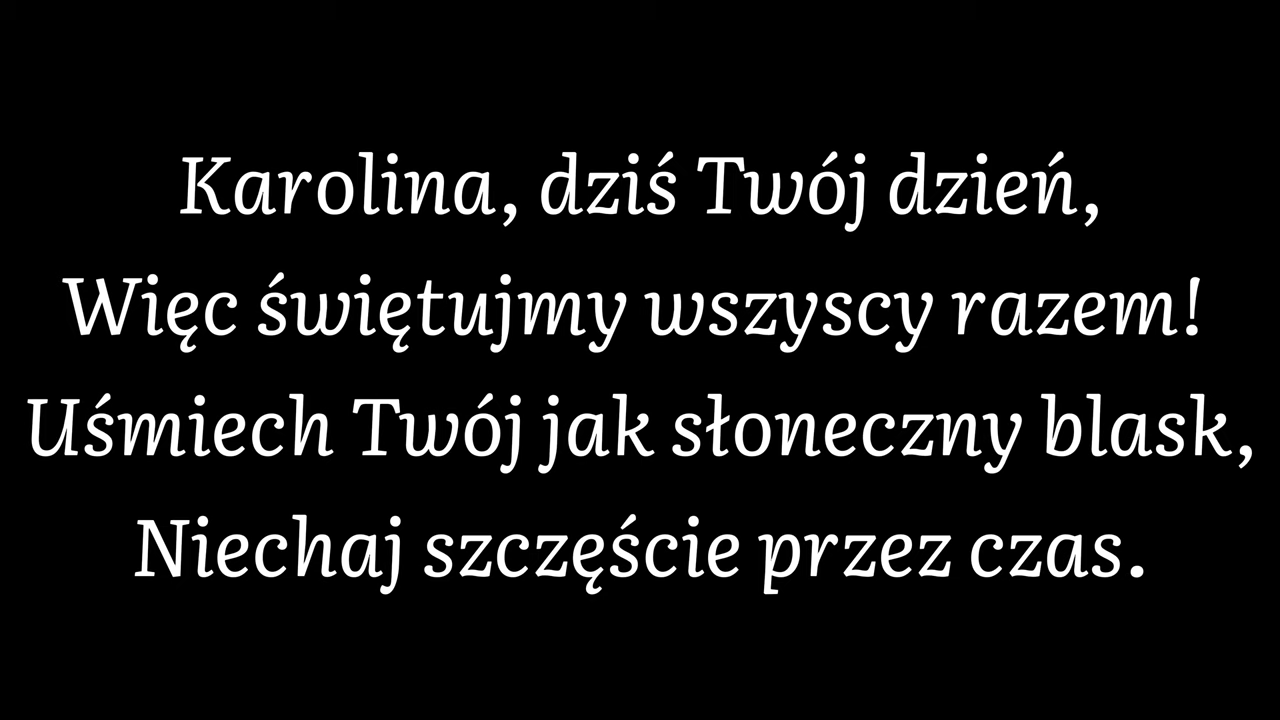 Karolina, dziś Twój dzień,
Więc świętujmy wszyscy razem!
Uśmiech Twój jak słoneczny blask,
Niechaj szczęście przez czas.